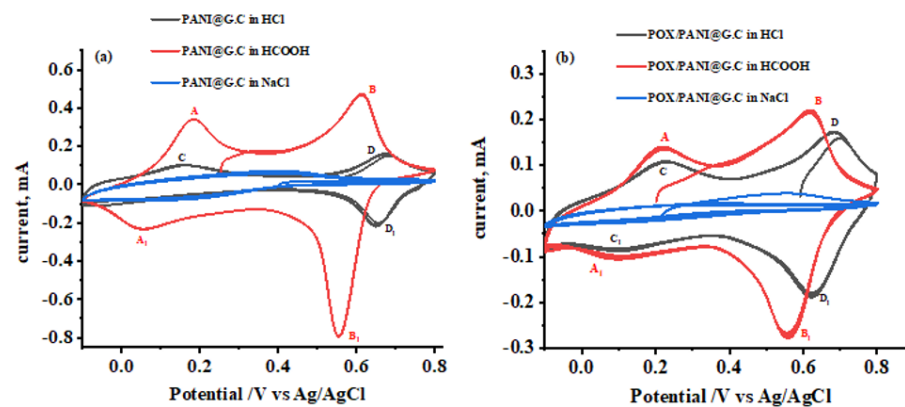 PANI@G.C in HCl
PANI@G.C in HCOOH
PANI@G.C in NaCl
(a)
0.6
0.4
0.2
0.0
-0.2
-0.4
-0.6
-0.8
current, mA
A
B
C
D
A1
B1
D1
0.0 0.2 0.4 0.6 0.8
Potential /V vs Ag/AgCl
POX/PANI@G.C in HCl
POX/PANI@G.C in HCOOH
POX/PANI@G.C in NaCl
(b)
0.3
0.2
0.1
0.0
-0.1
-0.2
-0.3
current, mA
A
B
C
D
C1
A1
D1
B1
0.0 0.2 0.4 0.6 0.8
Potential /V vs Ag/AgCl